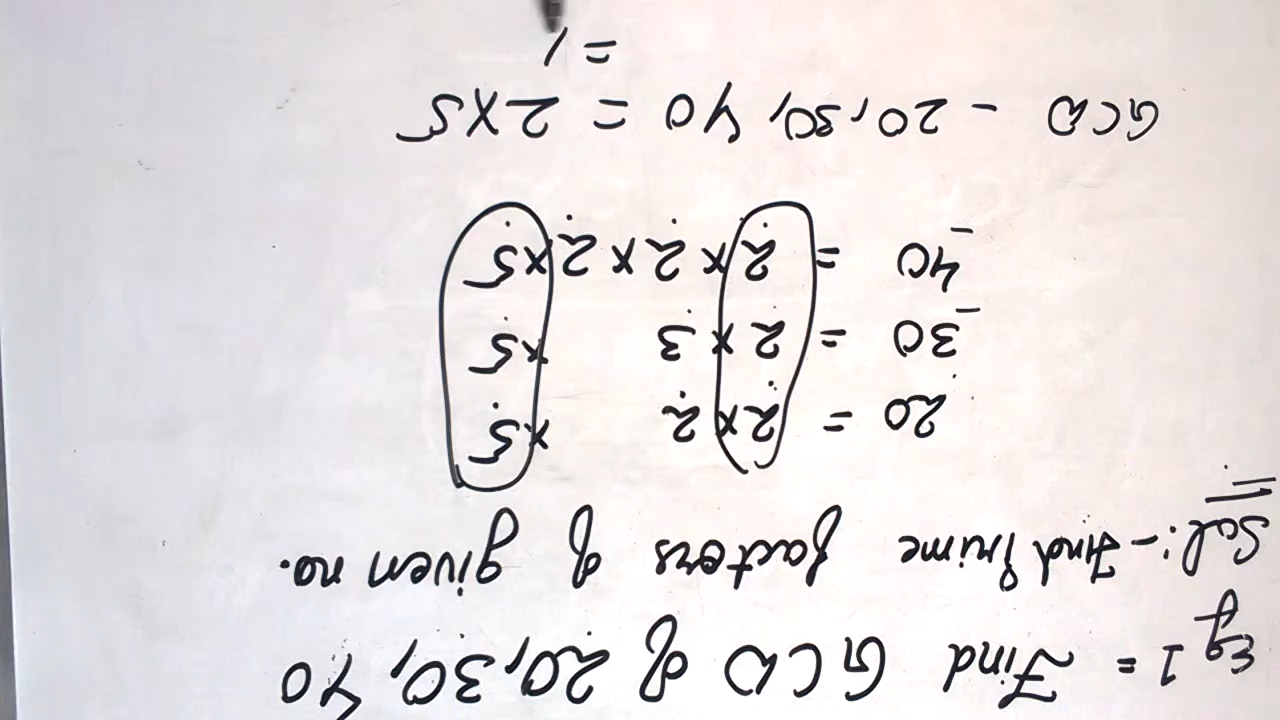 Eg 1 = Find GCD of 20, 30, 40
Sol:- Find Prime factors of given no.
20 = 2 x 2 x 5
30 = 2 x 3 x 5
40 = 2 x 2 x 2 x 5
GCD - 20, 30, 40 = 2 x 5
= 1